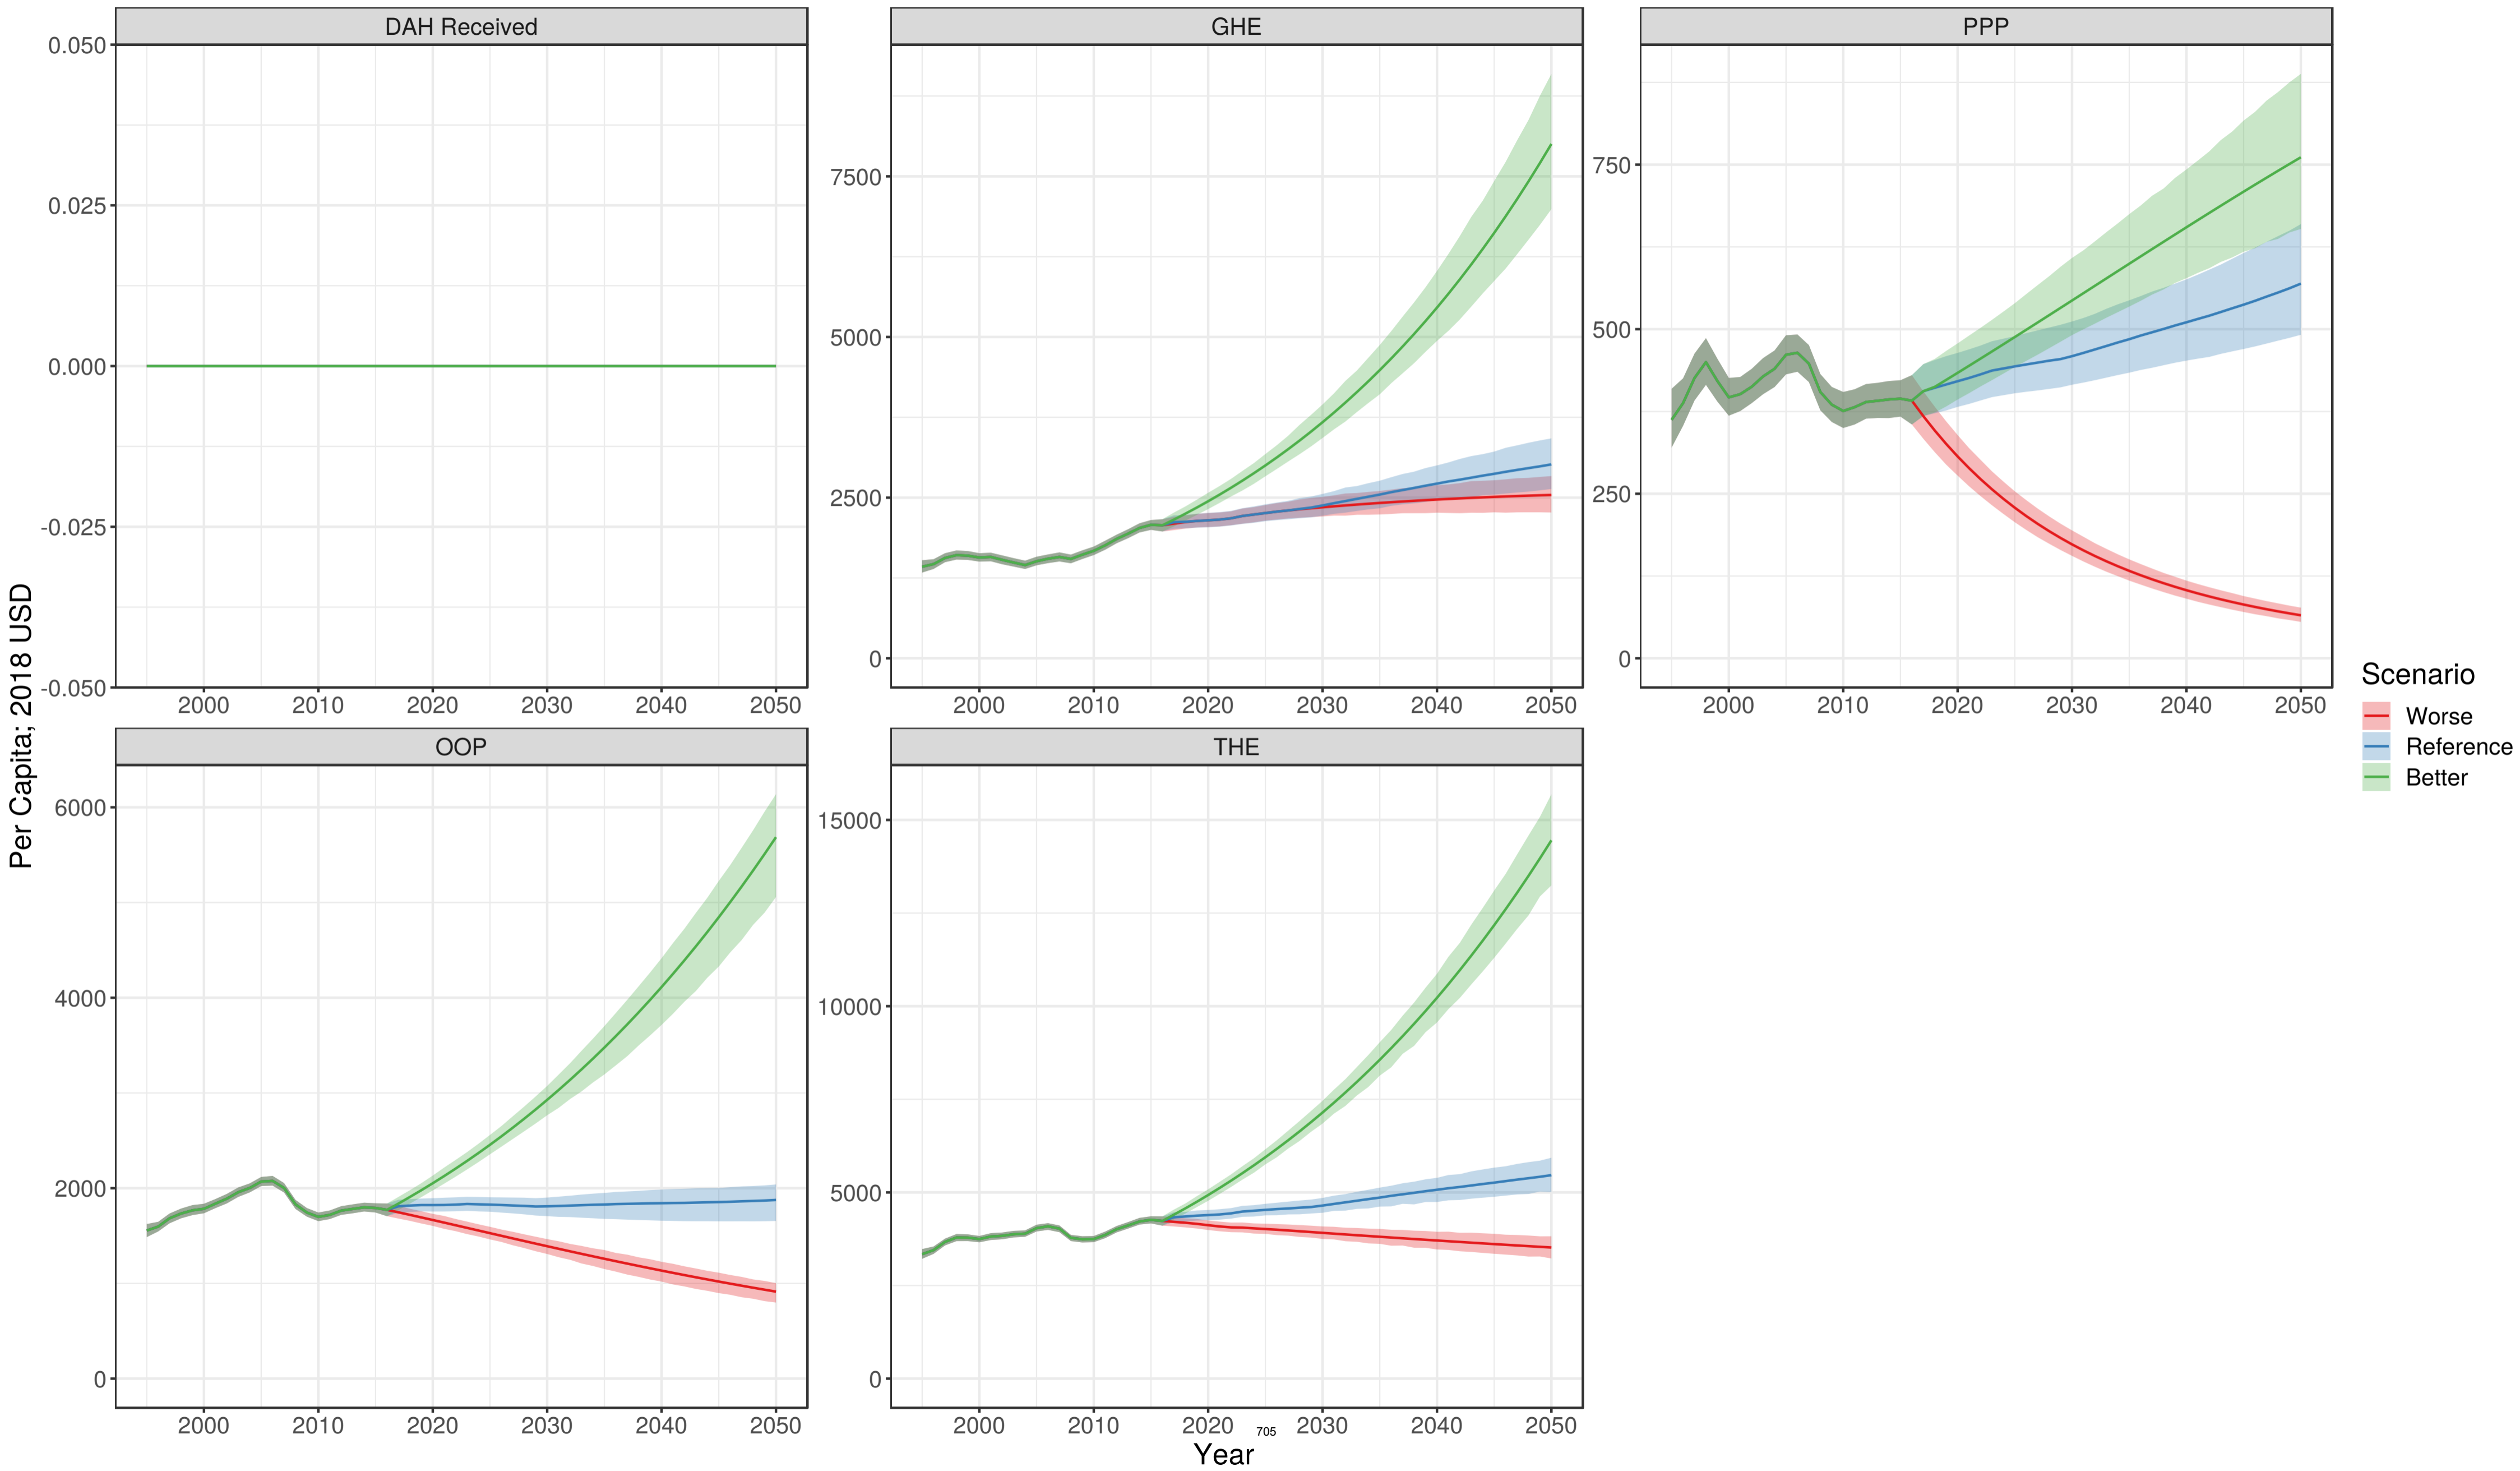 DAH Received
GHE
PPP
0.050
0.025
0.000
-0.025
-0.050
7500
5000
2500
0
750
500
250
0
2000 2010 2020 2030 2040 2050
2000 2010 2020 2030 2040 2050
2000 2010 2020 2030 2040 2050
Per Capita; 2018 USD
OOP
THE
6000
4000
2000
0
15000
10000
5000
0
2000 2010 2020 2030 2040 2050
2000 2010 2020 2030 2040 2050
705
Year
Scenario
Worse
Reference
Better